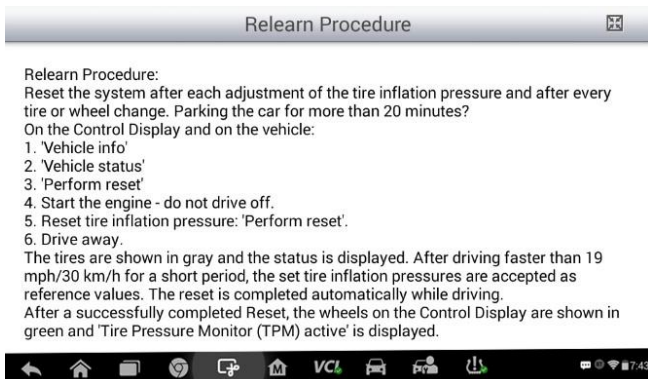 Relearn Procedure
Relearn Procedure:
Reset the system after each adjustment of the tire inflation pressure and after every
tire or wheel change. Parking the car for more than 20 minutes?
On the Control Display and on the vehicle:
1. 'Vehicle info'
2. 'Vehicle status'
3. 'Perform reset'
4. Start the engine - do not drive off.
5. Reset tire inflation pressure: 'Perform reset'.
6. Drive away.
The tires are shown in gray and the status is displayed. After driving faster than 19
mph/30 km/h for a short period, the set tire inflation pressures are accepted as
reference values. The reset is completed automatically while driving.
After a successfully completed Reset, the wheels on the Control Display are shown in
green and 'Tire Pressure Monitor (TPM) active' is displayed.
M VCI 7:43